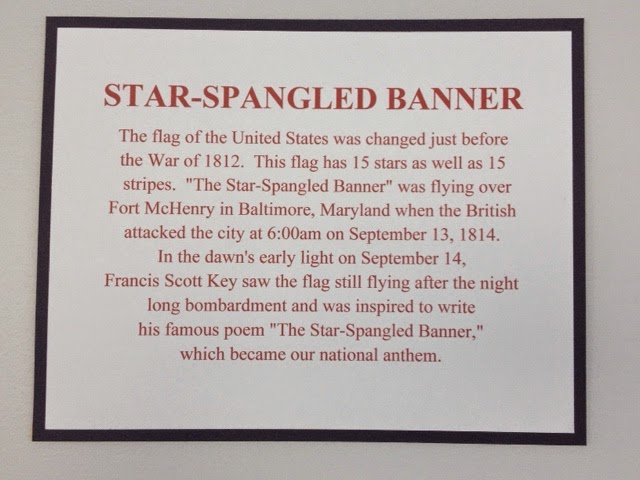 STAR-SPANGLED BANNER
The flag of the United States was changed just before
the War of 1812.  This flag has 15 stars as well as 15
stripes.  "The Star-Spangled Banner" was flying over
Fort McHenry in Baltimore, Maryland when the British
attacked the city at 6:00am on September 13, 1814.
In the dawn's early light on September 14,
Francis Scott Key saw the flag still flying after the night
long bombardment and was inspired to write
his famous poem "The Star-Spangled Banner,"
which became our national anthem.